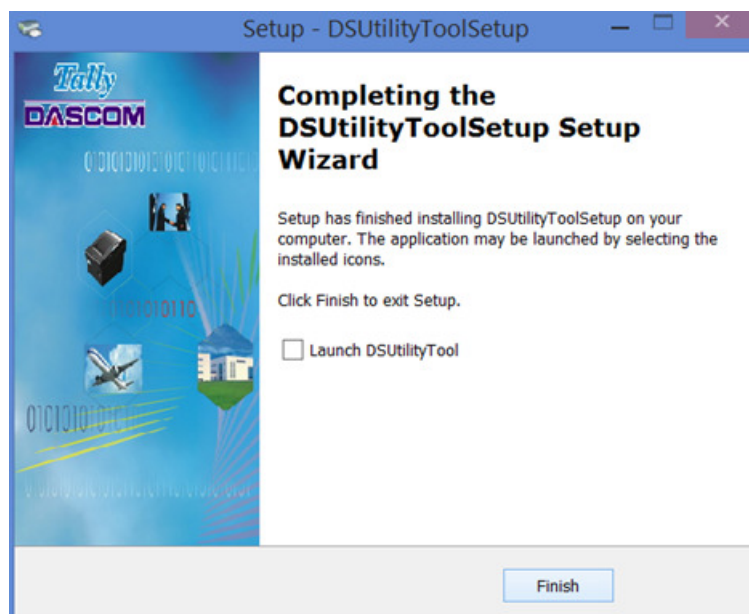 Setup - DSUtilityToolSetup
Tally
DASCOM
Completing the
DSUtilityToolSetup Setup
Wizard
Setup has finished installing DSUtilityToolSetup on your
computer. The application may be launched by selecting the
installed icons.
Click Finish to exit Setup.
Launch DSUtilityTool
Finish